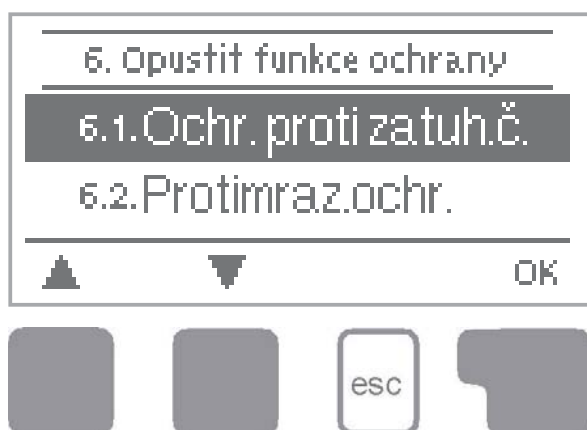 6. Opustit funkce ochrany
6.1.Ochr. proti zatuh.č.
6.2.Protimraz.ochr.
OK
esc